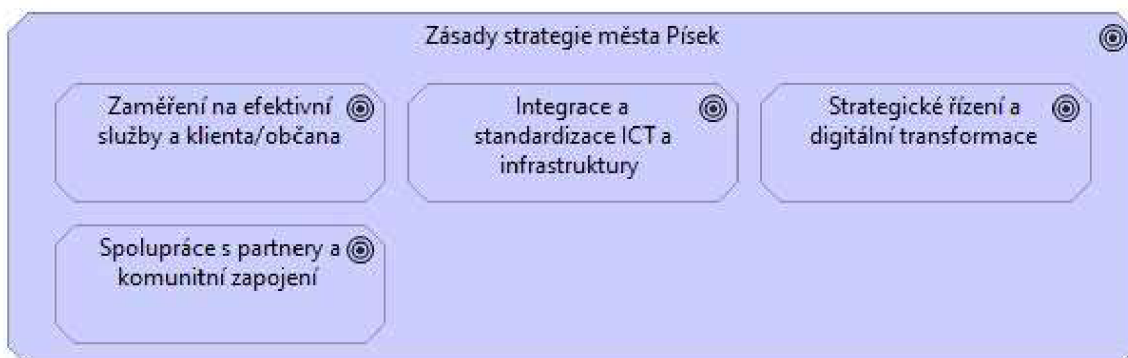 Zásady strategie města Písek
Zaměření na efektivní
služby a klienta/občana
Integrace a
standardizace ICT a
infrastruktury
Strategické řízení a
digitální transformace
Spolupráce s partnery a
komunitní zapojení